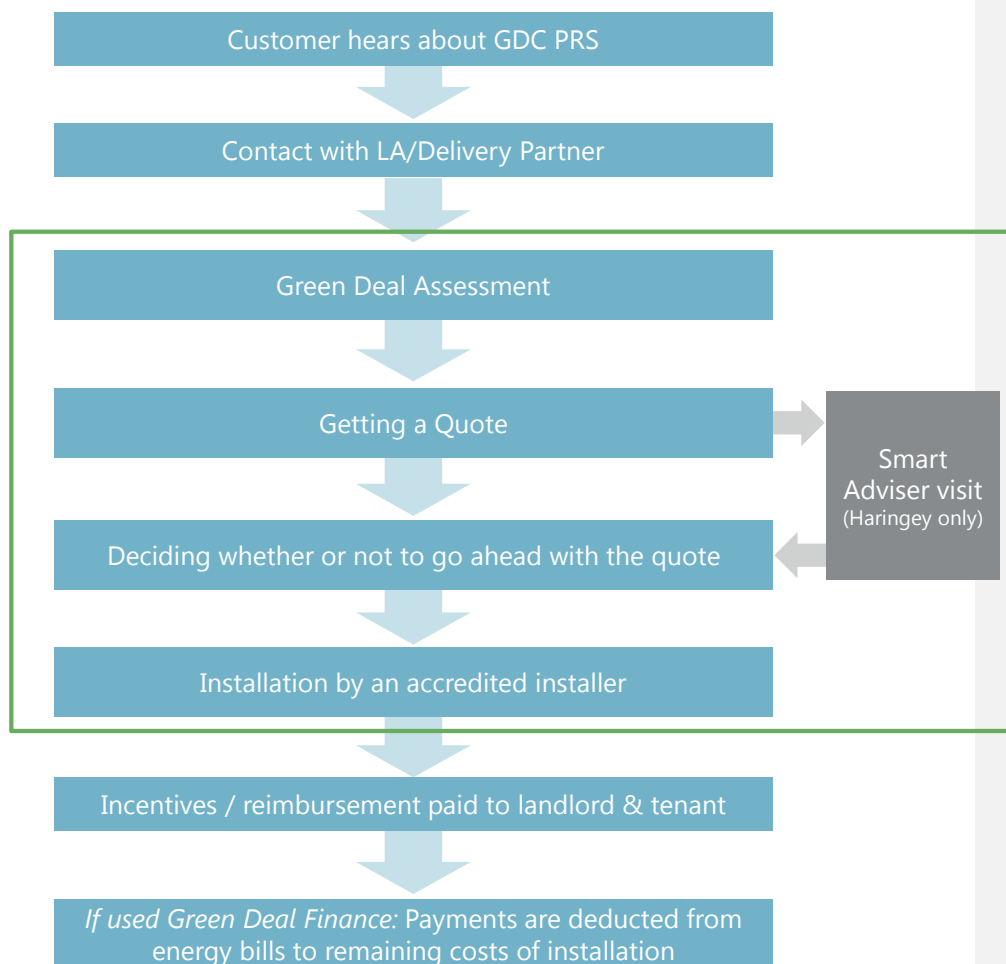 Customer hears about GDC PRS
Contact with LA/Delivery Partner
Green Deal Assessment
Getting a Quote
Smart
Adviser visit
(Haringey only)
Deciding whether or not to go ahead with the quote
Installation by an accredited installer
Incentives / reimbursement paid to landlord & tenant
If used Green Deal Finance: Payments are deducted from
energy bills to remaining costs of installation